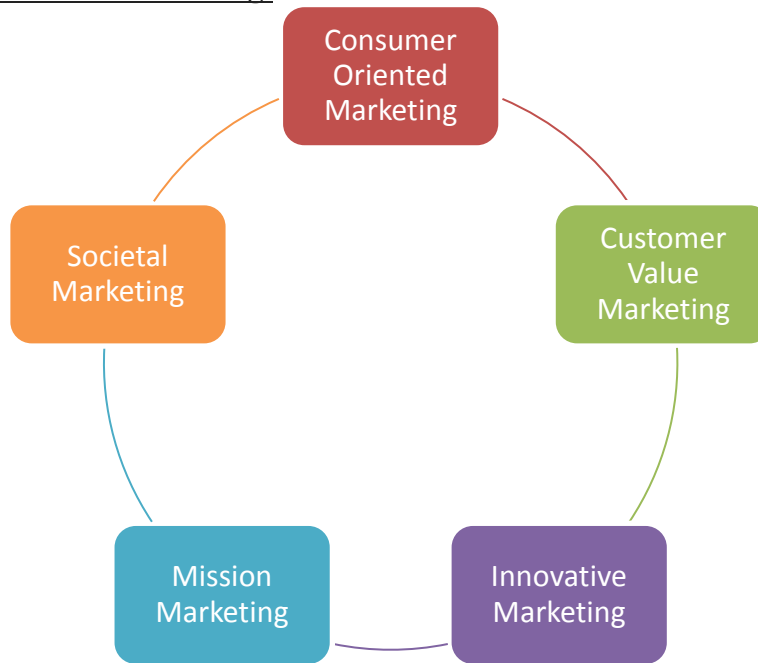 Consumer
Oriented
Marketing
Customer
Value
Marketing
Innovative
Marketing
Mission
Marketing
Societal
Marketing